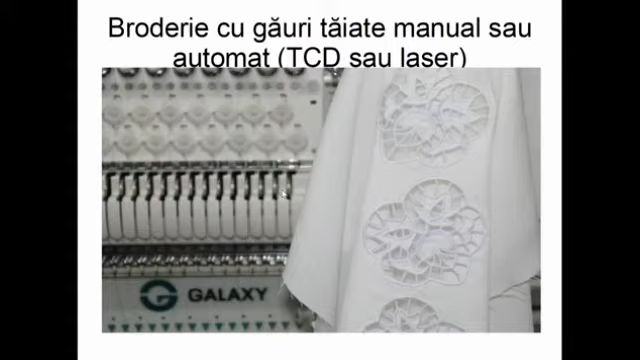 Broderie cu găuri tăiate manual sau
automat (TCD sau laser)
GALAXY